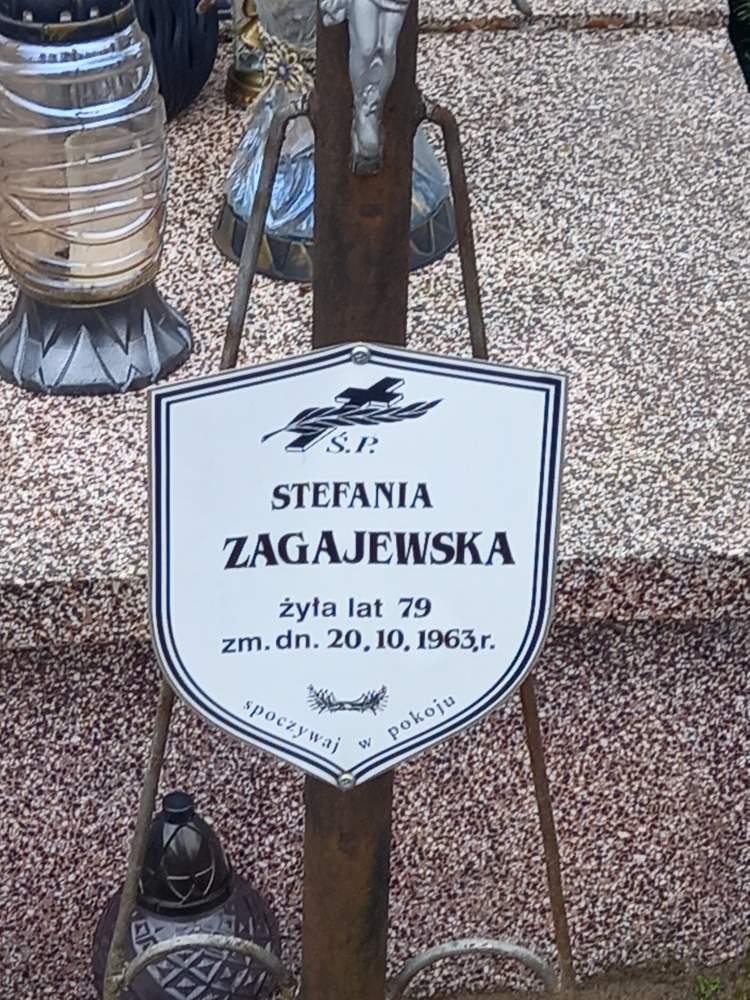 Ś.P.
STEFANIA
ZAGAJEWSKA
żyła lat 79
zm. dn. 20. 10. 1963.r.
spoczywaj w pokoju